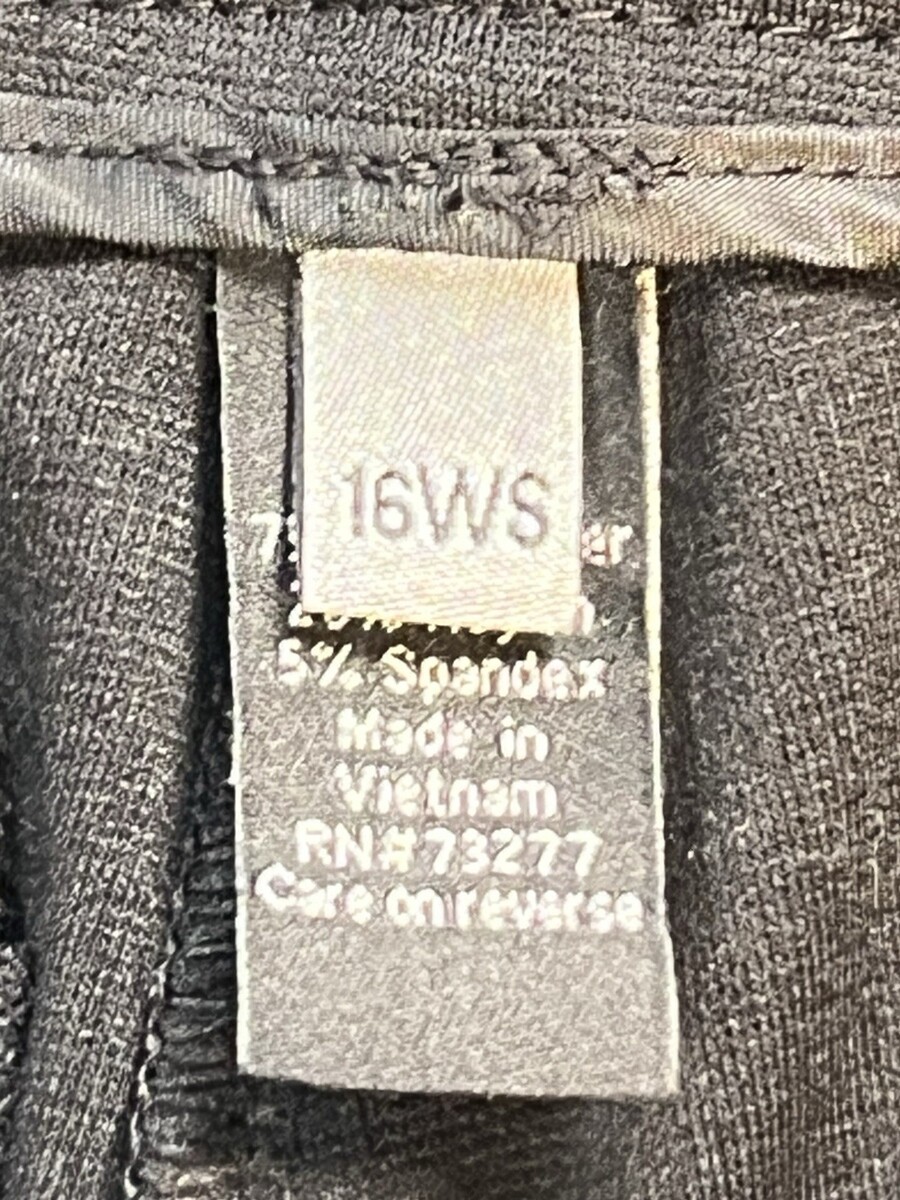 16WS
5% Spandex
Made in
Vietnam
RN#73277
Care on reverse